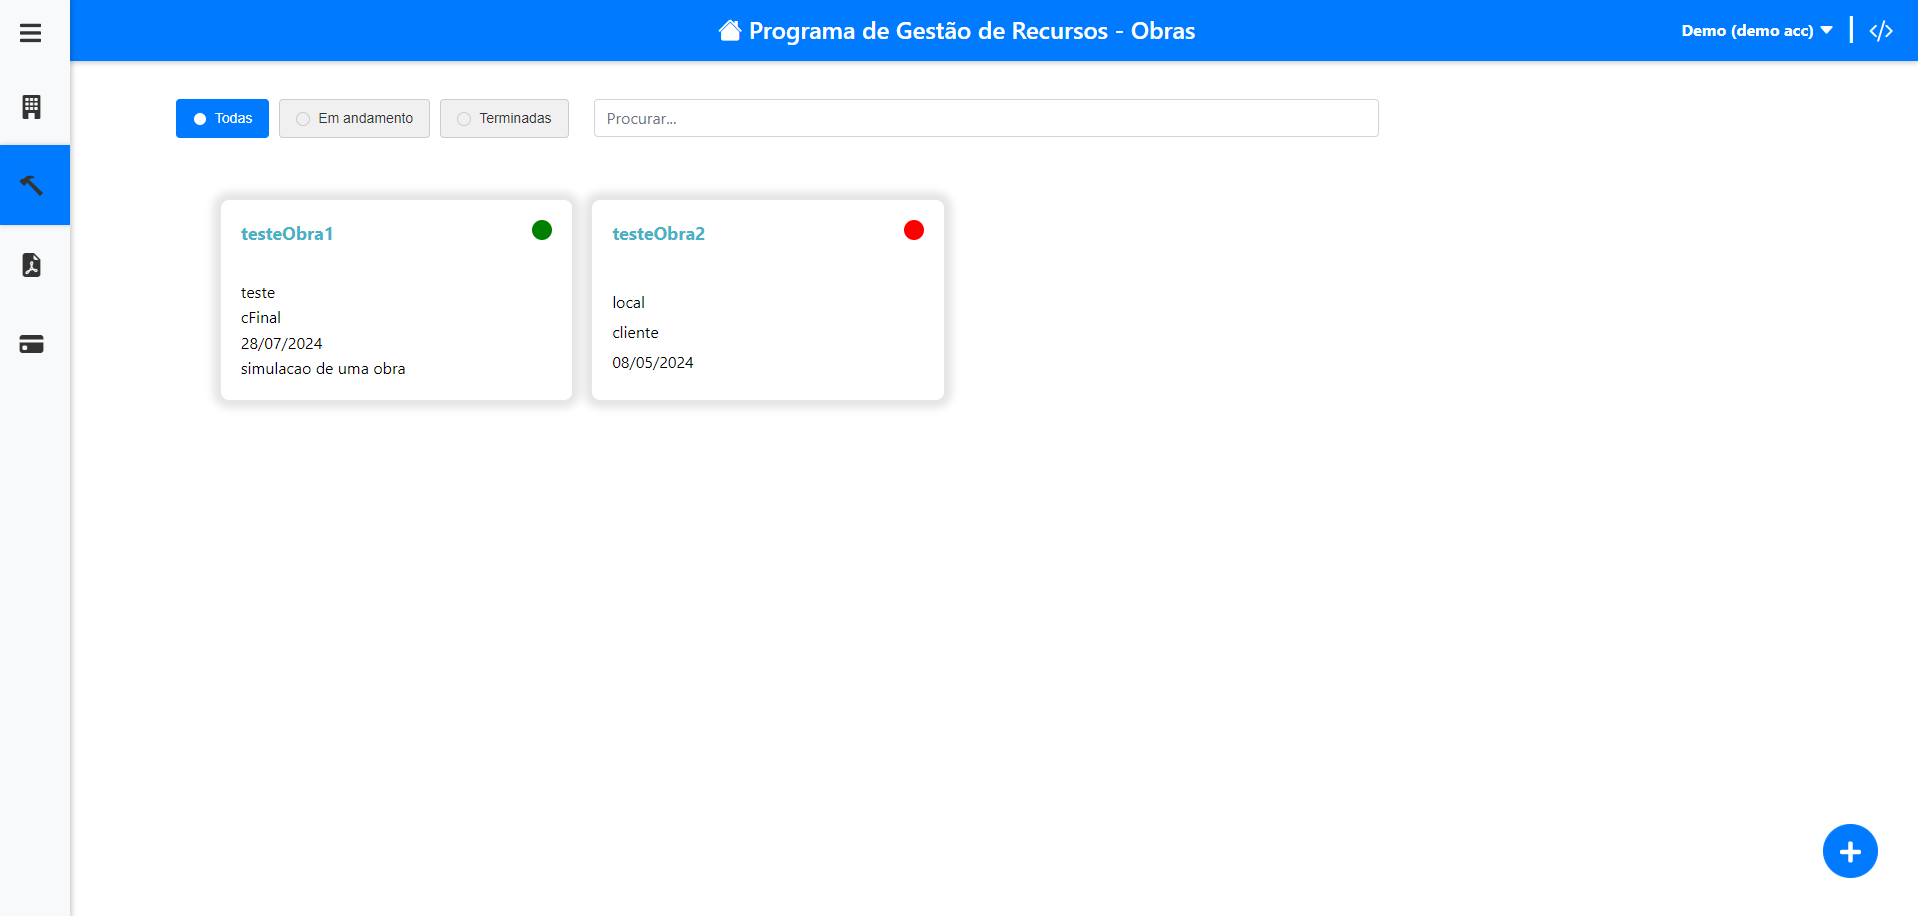 Programa de Gestão de Recursos - Obras
Demo (demo acc)
Todas
Em andamento
Terminadas
Procurar...
testeObra1
teste
cFinal
28/07/2024
simulacao de uma obra
testeObra2
local
cliente
08/05/2024